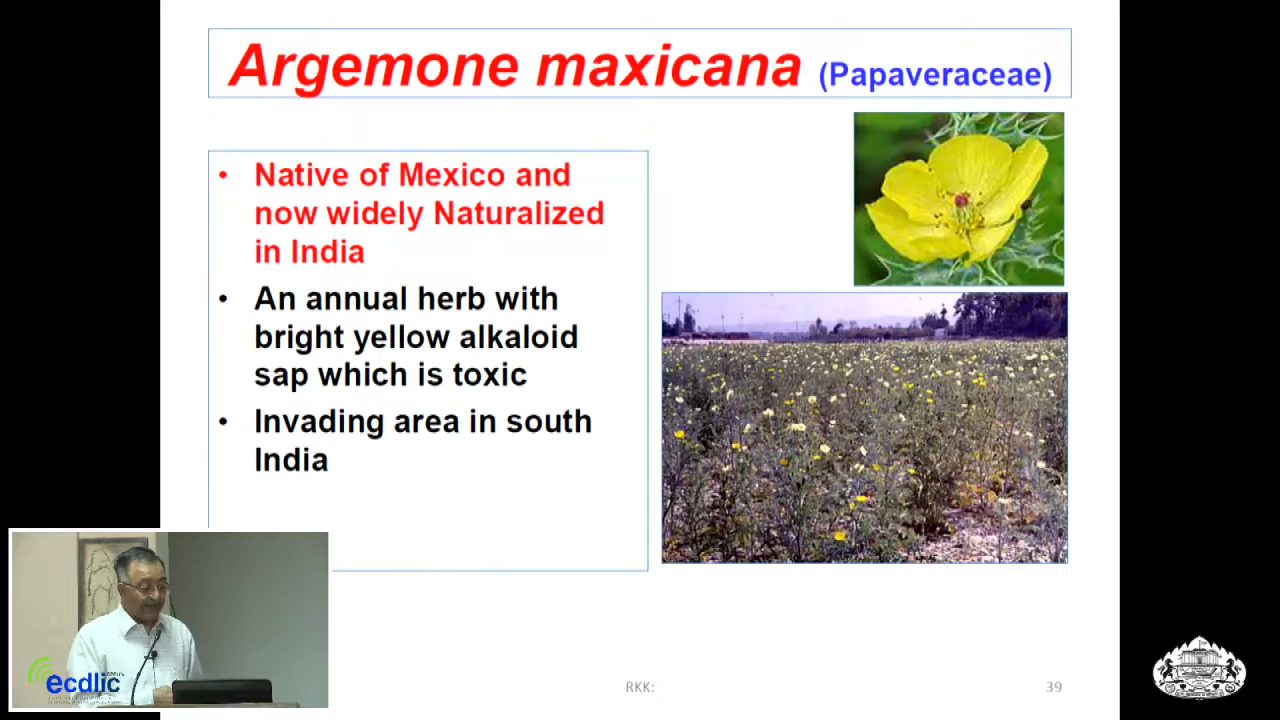 Argemone maxicana (Papaveraceae)
• Native of Mexico and
now widely Naturalized
in India
• An annual herb with
bright yellow alkaloid
sap which is toxic
• Invading area in south
India
ecdlic
RKK:
39